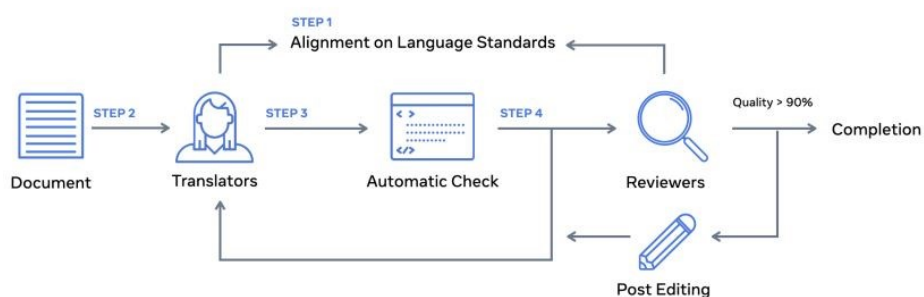 STEP 1
Alignment on Language Standards
STEP 2
STEP 3
STEP 4
Quality > 90%
< >
</>
Completion
Document
Translators
Automatic Check
Reviewers
Post Editing